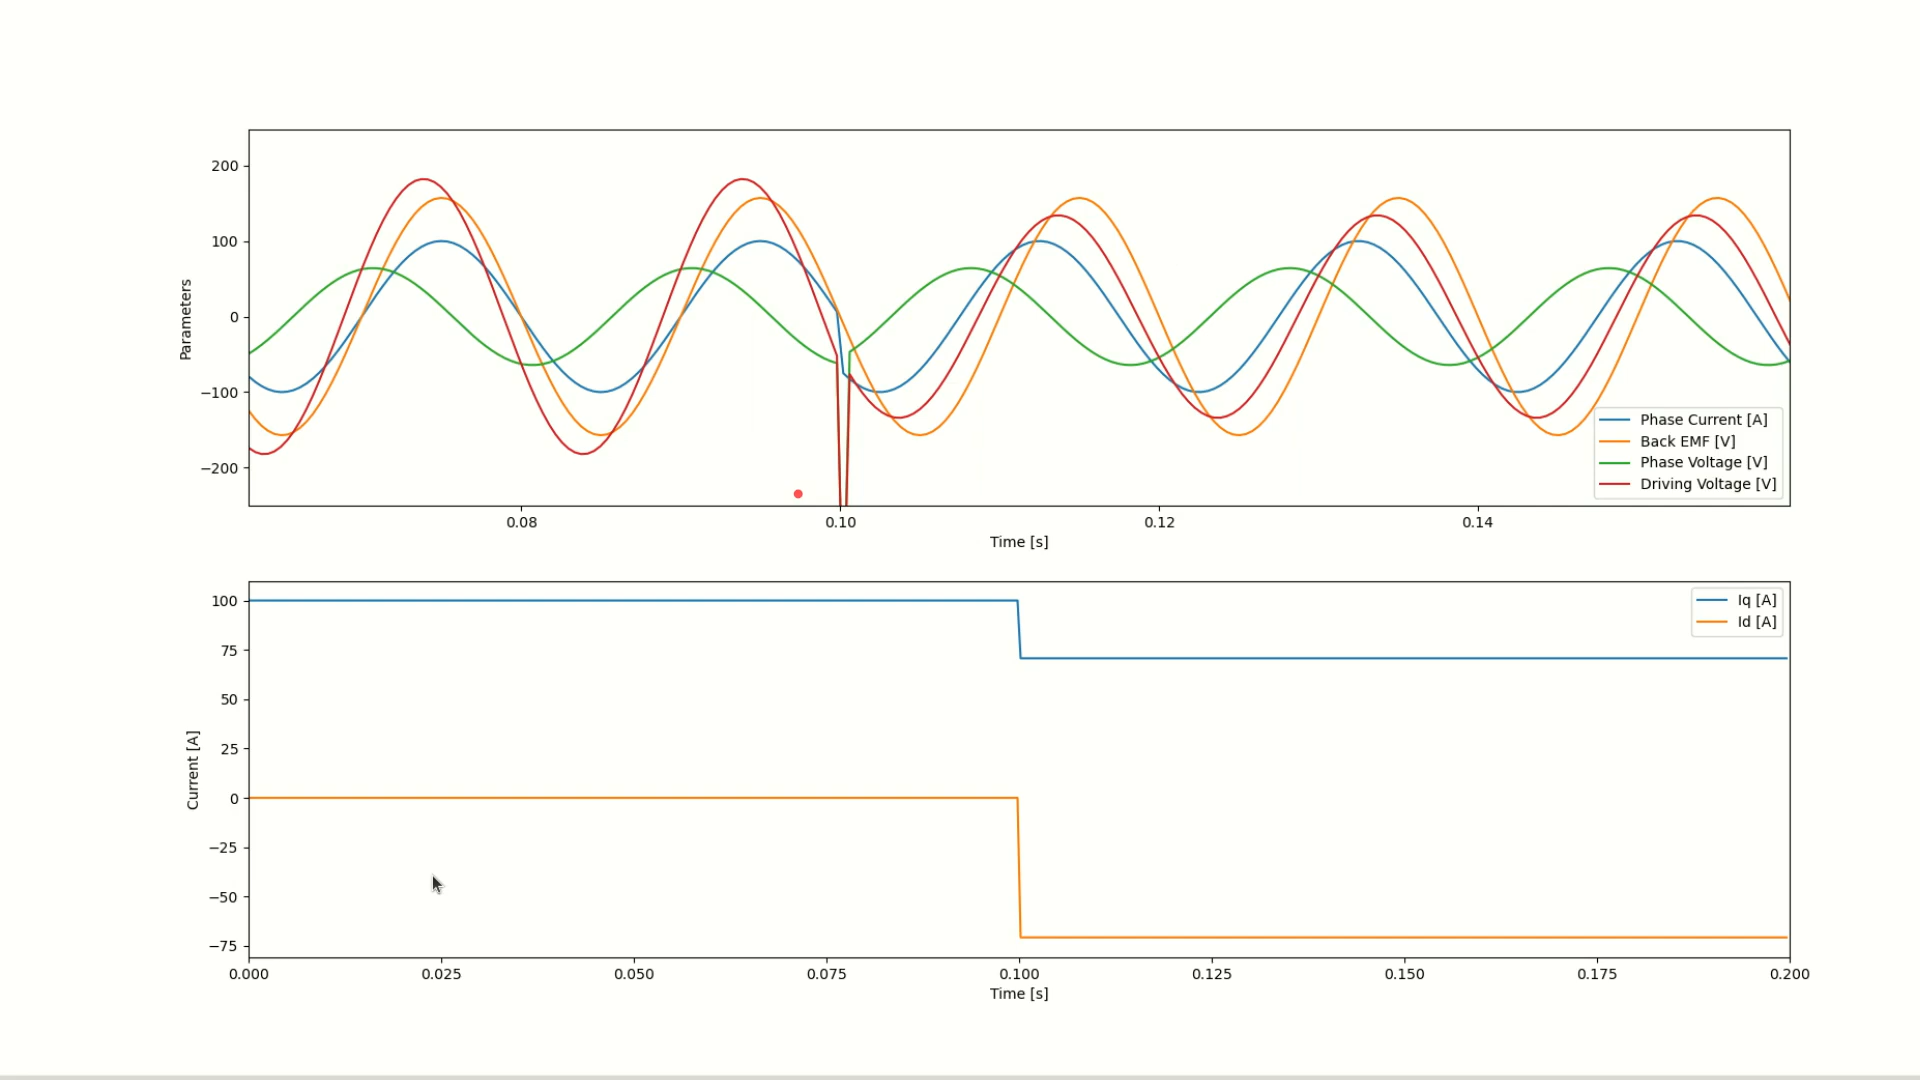 200
100
0
−100
−200
Parameters
Phase Current [A]
Back EMF [V]
Phase Voltage [V]
Driving Voltage [V]
0.08 0.10 0.12 0.14
Time [s]
100
75
50
25
0
−25
−50
−75
Current [A]
Iq [A]
Id [A]
0.000 0.025 0.050 0.075 0.100 0.125 0.150 0.175 0.200
Time [s]